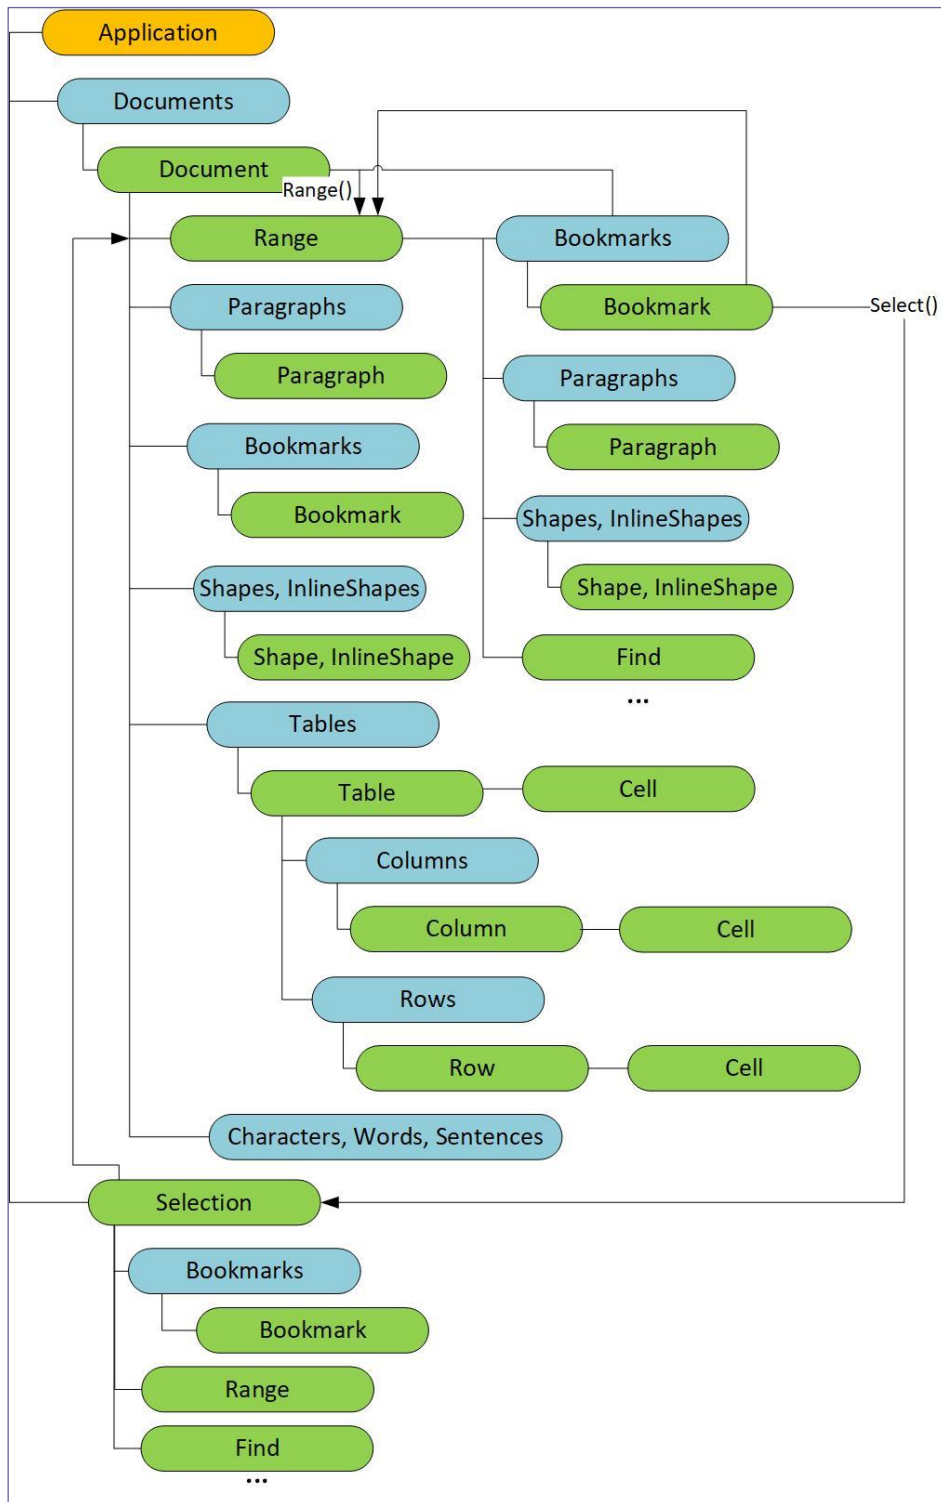 Application
Documents
Document
Range()
Range
Bookmarks
Bookmark
Select()
Paragraphs
Paragraph
Paragraphs
Paragraph
Bookmarks
Bookmark
Shapes, InlineShapes
Shape, InlineShape
Shapes, InlineShapes
Shape, InlineShape
Find
...
Tables
Table
Cell
Columns
Column
Cell
Rows
Row
Cell
Characters, Words, Sentences
Selection
Bookmarks
Bookmark
Range
Find
...